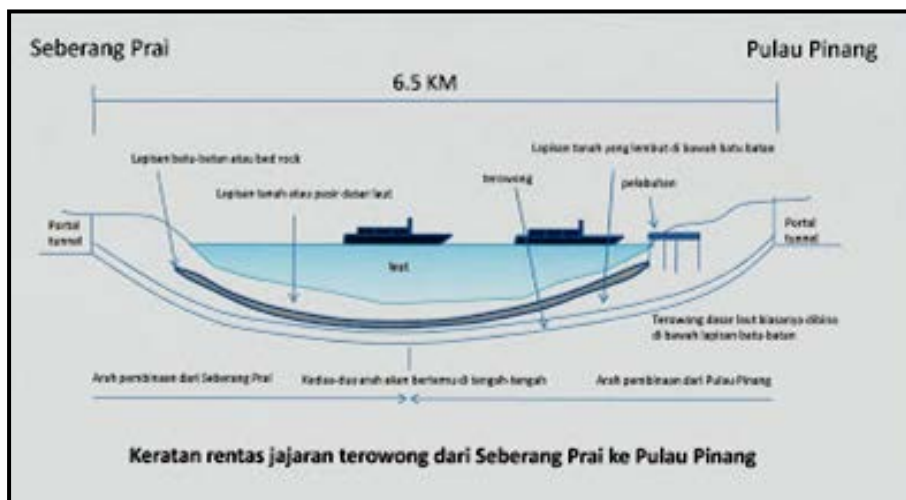 Seberang Prai
Pulau Pinang
6.5 KM
Lapisan batu-batan atau bed rock
Lapisan tanah yang lembut di bawah batu batan
Lapisan tanah atau pasir dasar laut
terowong
pelabuhan
Portal
tunnel
Portal
tunnel
laut
Terowong dasar laut biasanya dibina
di bawah lapisan batu-batan
Arah pembinaan dari Seberang Prai
Kedua-dua arah akan bertemu di tengah-tengah
Arah pembinaan dari Pulau Pinang
Keratan rentas jajaran terowong dari Seberang Prai ke Pulau Pinang